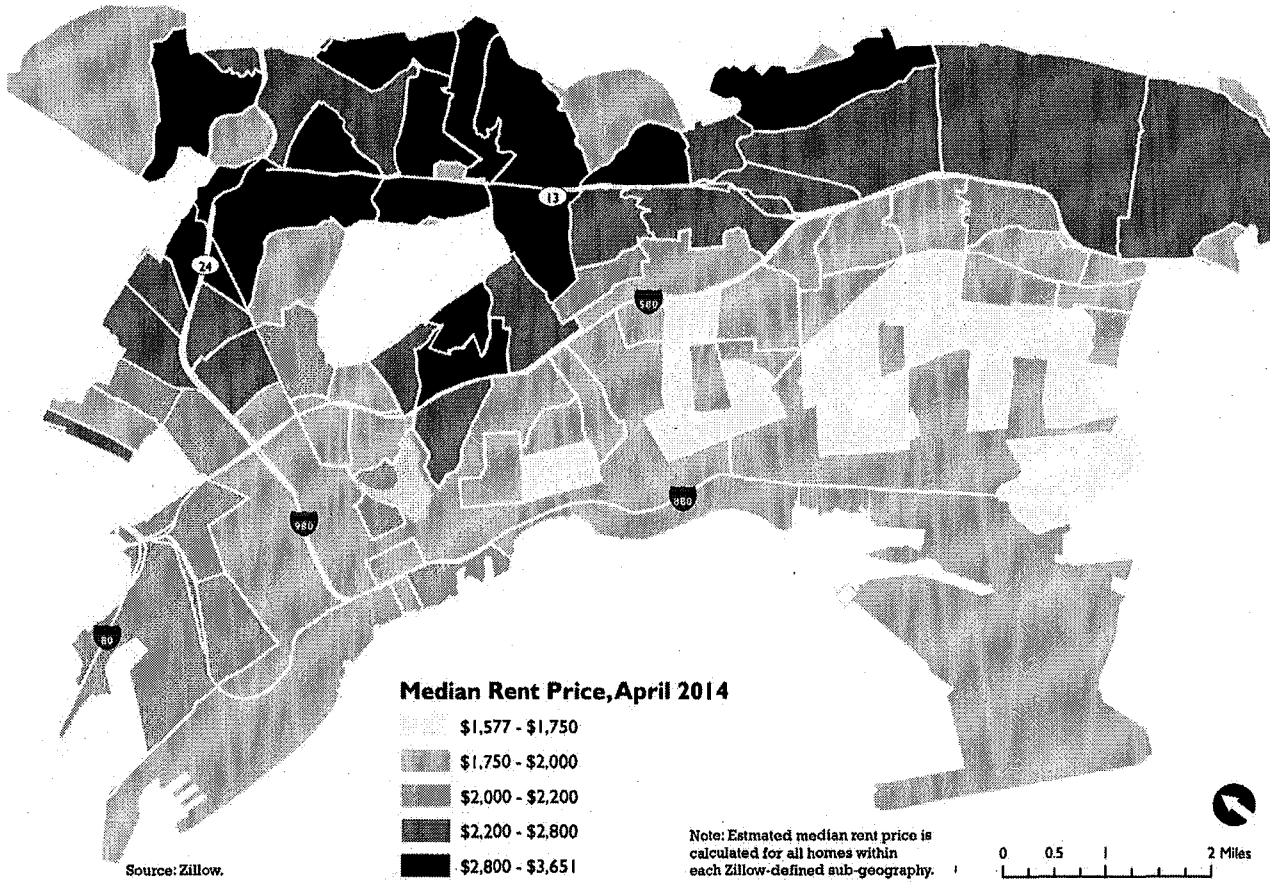 13
24
580
980
880
80
Median Rent Price, April 2014
$1,577 - $1,750
$1,750 - $2,000
$2,000 - $2,200
$2,200 - $2,800
$2,800 - $3,651
Source: Zillow.
Note: Estmated median rent price is
calculated for all homes within
each Zillow-defined sub-geography.
0 0.5 1 2 Miles